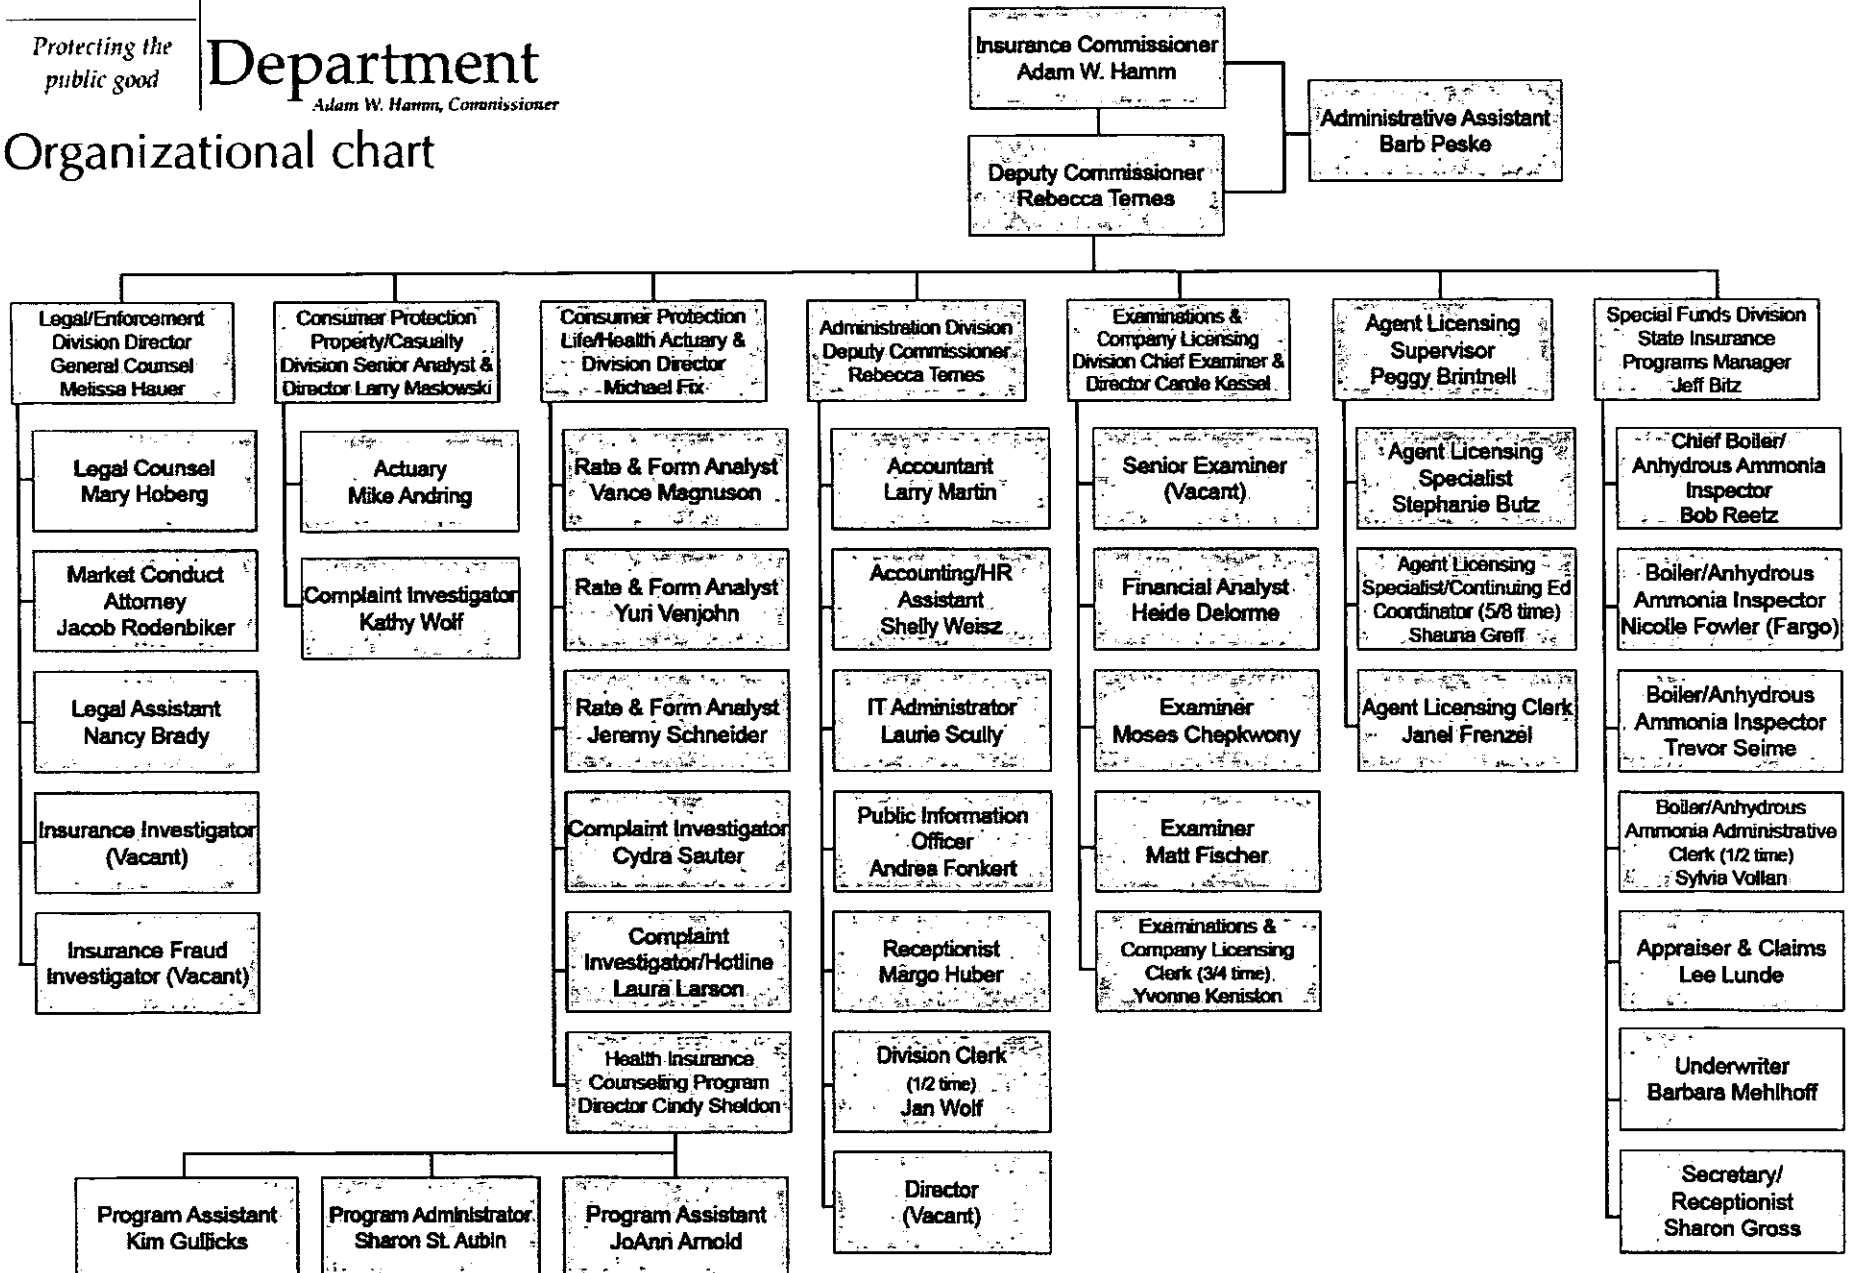 Protecting the
public good
Department
Adam W. Hamm, Commissioner
Organizational chart
Insurance Commissioner
Adam W. Hamm
Administrative Assistant
Barb Peske
Deputy Commissioner
Rebecca Ternes
Legal/Enforcement
Division Director
General Counsel
Melissa Hauer
Legal Counsel
Mary Hoberg
Market Conduct
Attorney
Jacob Rodenbiker
Legal Assistant
Nancy Brady
Insurance Investigator
(Vacant)
Insurance Fraud
Investigator (Vacant)
Consumer Protection
Property/Casualty
Division Senior Analyst &
Director Larry Maslowski
Actuary
Mike Andring
Complaint Investigator
Kathy Wolf
Consumer Protection
Life/Health Actuary &
Division Director
Michael Fix
Rate & Form Analyst
Vance Magnuson
Rate & Form Analyst
Yuri Venjohn
Rate & Form Analyst
Jeremy Schneider
Complaint Investigator
Cydra Sauter
Complaint
Investigator/Hotline
Laura Larson
Health Insurance
Counseling Program
Director Cindy Sheldon
Program Assistant
Kim Gullicks
Program Administrator
Sharon St. Aubin
Program Assistant
JoAnn Arnold
Administration Division
Deputy Commissioner
Rebecca Ternes
Accountant
Larry Martin
Accounting/HR
Assistant
Shelly Weisz
IT Administrator
Laurie Scully
Public Information
Officer
Andrea Fonkert
Receptionist
Margo Huber
Division Clerk
(1/2 time)
Jan Wolf
Director
(Vacant)
Examinations &
Company Licensing
Division Chief Examiner &
Director Carole Kessel
Senior Examiner
(Vacant)
Financial Analyst
Heide Delorme
Examiner
Moses Chepkwony
Examiner
Matt Fischer
Examinations &
Company Licensing
Clerk (3/4 time)
Yvonne Keniston
Agent Licensing
Supervisor
Peggy Brintnell
Agent Licensing
Specialist
Stephanie Butz
Agent Licensing
Specialist/Continuing Ed
Coordinator (5/8 time)
Shauna Greff
Agent Licensing Clerk
Janel Frenzel
Special Funds Division
State Insurance
Programs Manager
Jeff Bitz
Chief Boiler/
Anhydrous Ammonia
Inspector
Bob Reetz
Boiler/Anhydrous
Ammonia Inspector
Nicolle Fowler (Fargo)
Boiler/Anhydrous
Ammonia Inspector
Trevor Seime
Boiler/Anhydrous
Ammonia Administrative
Clerk (1/2 time)
Sylvia Vollan
Appraiser & Claims
Lee Lunde
Underwriter
Barbara Mehlhoff
Secretary/
Receptionist
Sharon Gross